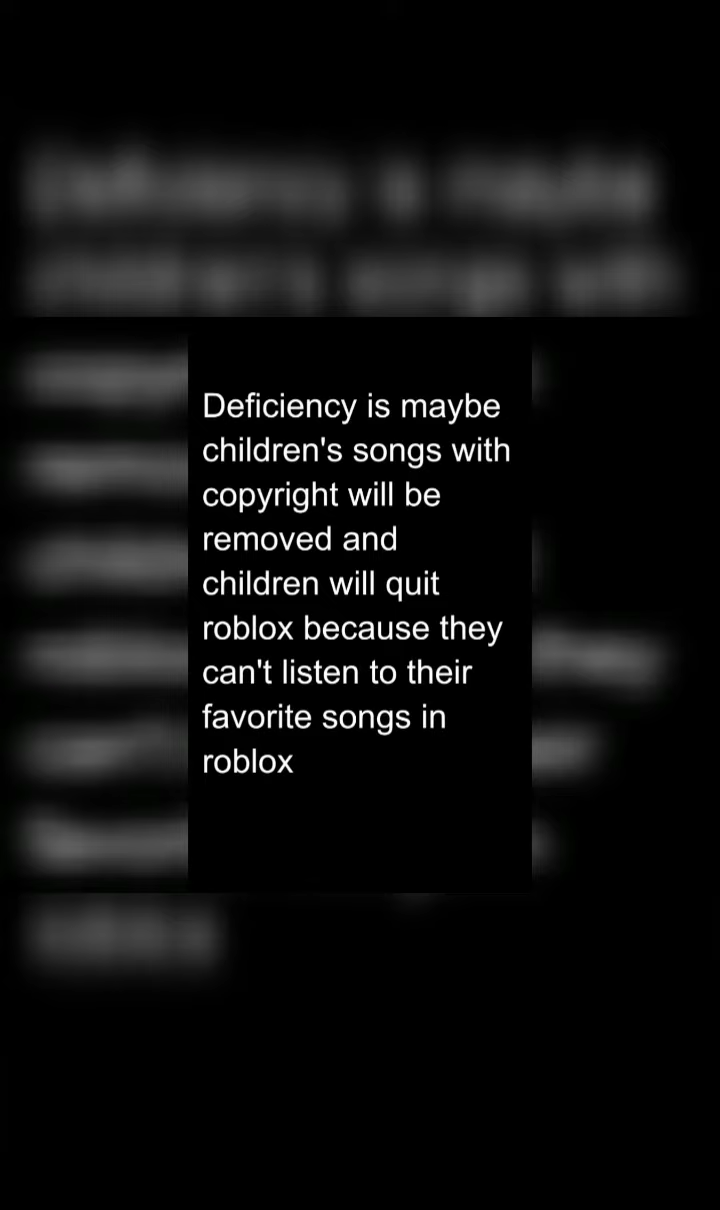 Deficiency is maybe
children's songs with
copyright will be
removed and
children will quit
roblox because they
can't listen to their
favorite songs in
roblox